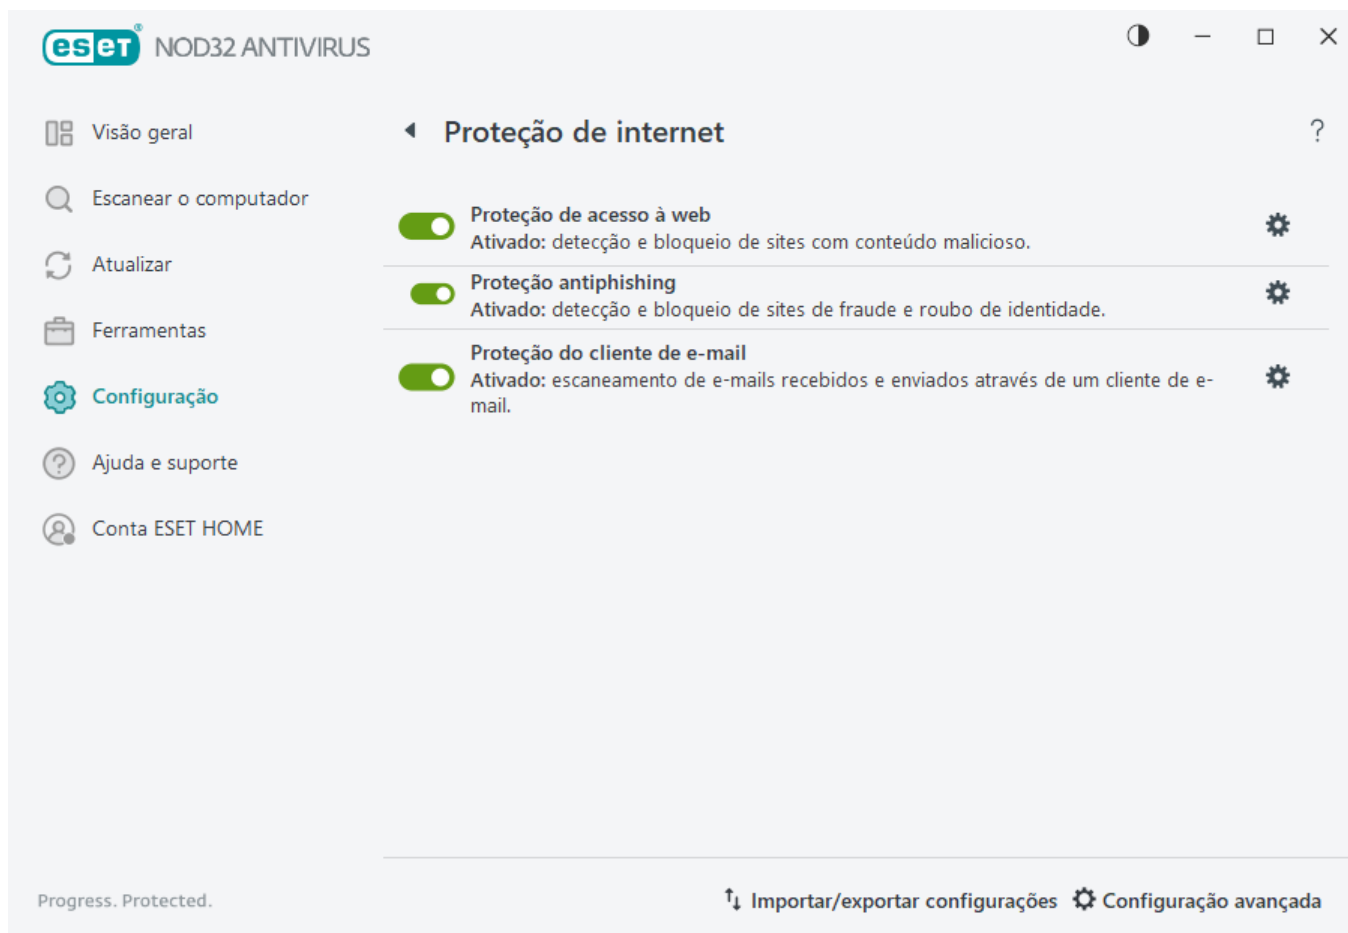 eset® NOD32 ANTIVIRUS
Visão geral
Escanear o computador
Atualizar
Ferramentas
Configuração
Ajuda e suporte
Conta ESET HOME
Proteção de internet
?
Proteção de acesso à web
Ativado: detecção e bloqueio de sites com conteúdo malicioso.
Proteção antiphishing
Ativado: detecção e bloqueio de sites de fraude e roubo de identidade.
Proteção do cliente de e-mail
Ativado: escaneamento de e-mails recebidos e enviados através de um cliente de e-
mail.
Progress. Protected.
Importar/exportar configurações
Configuração avançada